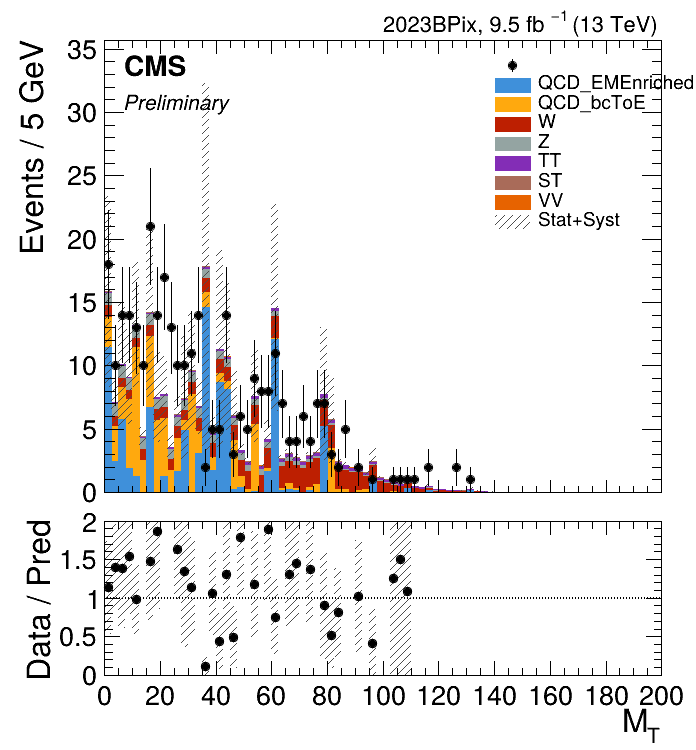 2023BPix, 9.5 fb⁻¹ (13 TeV)
CMS
Preliminary
Events / 5 GeV
35
30
25
20
15
10
5
0
QCD_EMEnriched
QCD_bcToE
W
Z
TT
ST
VV
Stat+Syst
Data / Pred
2
1.5
1
0.5
0
0 20 40 60 80 100 120 140 160 180 200
M_T